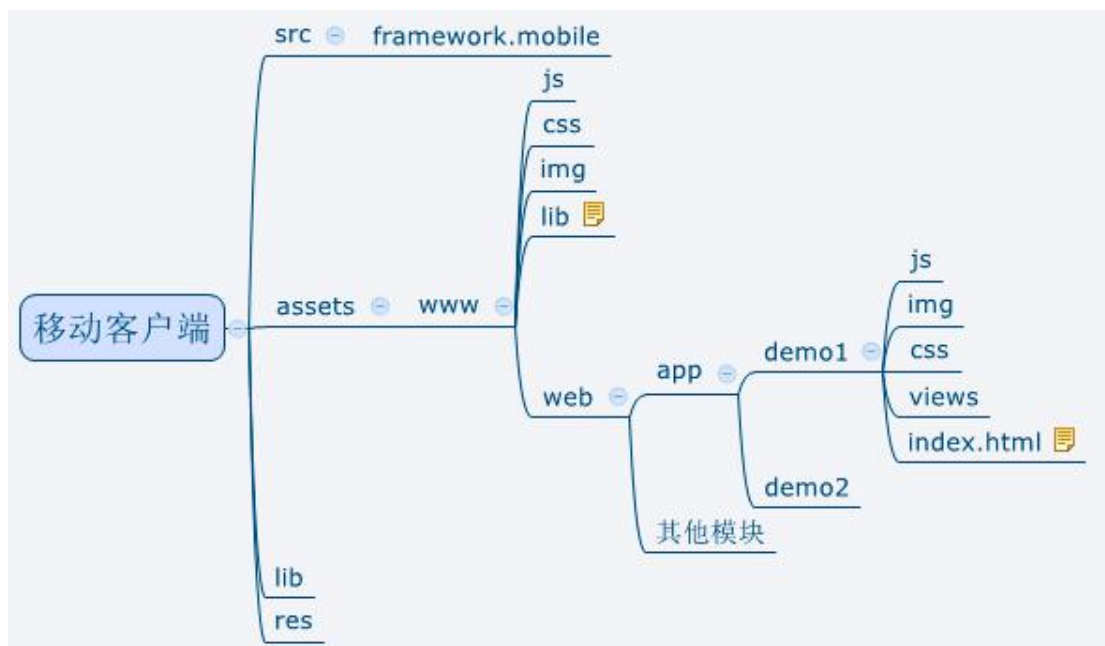 src framework.mobile
js
css
img
lib
移动客户端
assets www
web
app
demo1
js
img
css
views
index.html
demo2
其他模块
lib
res